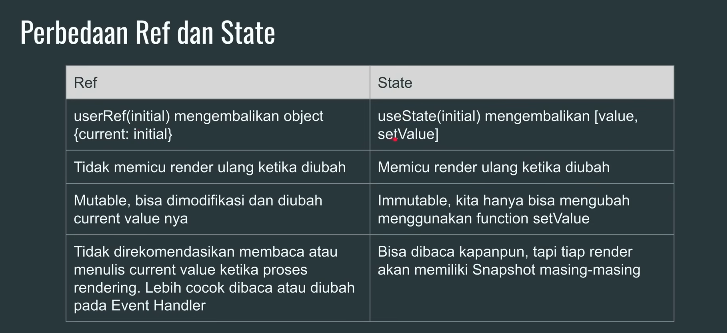 Perbedaan Ref dan State
Ref
State
userRef(initial) mengembalikan object
{current: initial}
useState(initial) mengembalikan [value,
setValue]
Tidak memicu render ulang ketika diubah
Memicu render ulang ketika diubah
Mutable, bisa dimodifikasi dan diubah
current value nya
Immutable, kita hanya bisa mengubah
menggunakan function setValue
Tidak direkomendasikan membaca atau
menulis current value ketika proses
rendering. Lebih cocok dibaca atau diubah
pada Event Handler
Bisa dibaca kapanpun, tapi tiap render
akan memiliki Snapshot masing-masing